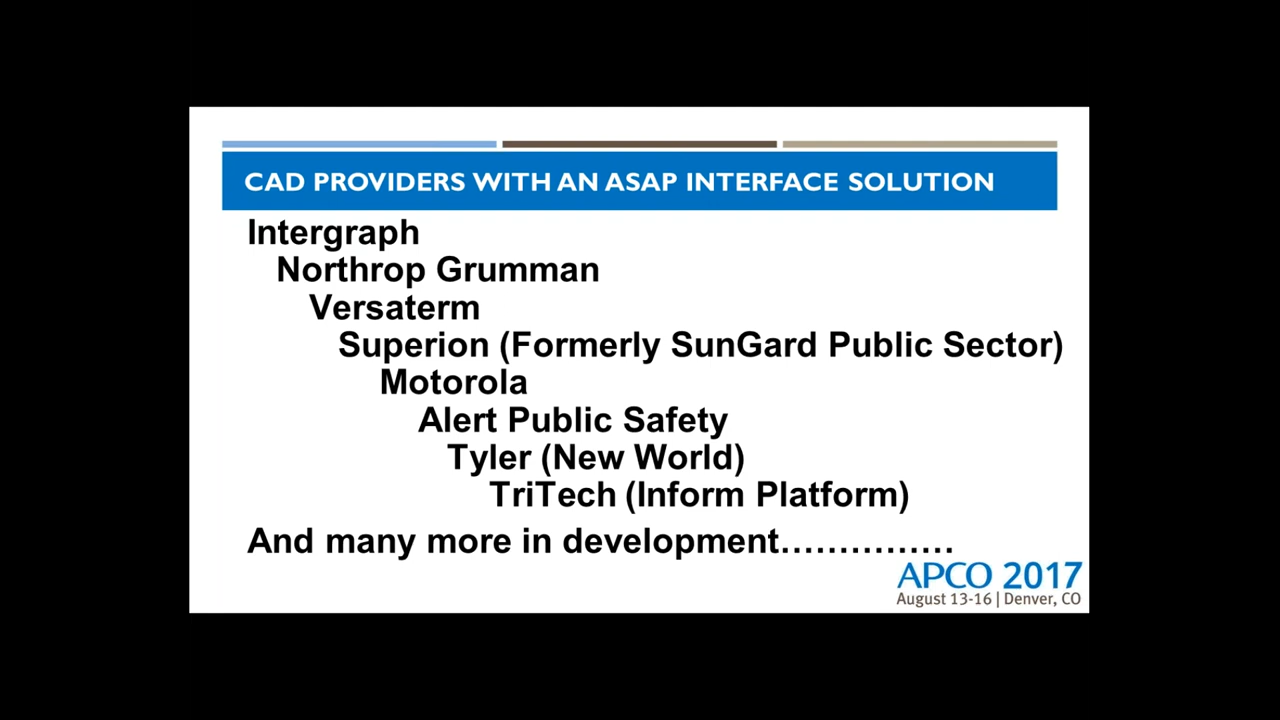 CAD PROVIDERS WITH AN ASAP INTERFACE SOLUTION
Intergraph
Northrop Grumman
Versaterm
Superion (Formerly SunGard Public Sector)
Motorola
Alert Public Safety
Tyler (New World)
TriTech (Inform Platform)
And many more in development……………
APCO 2017
August 13-16 | Denver, CO